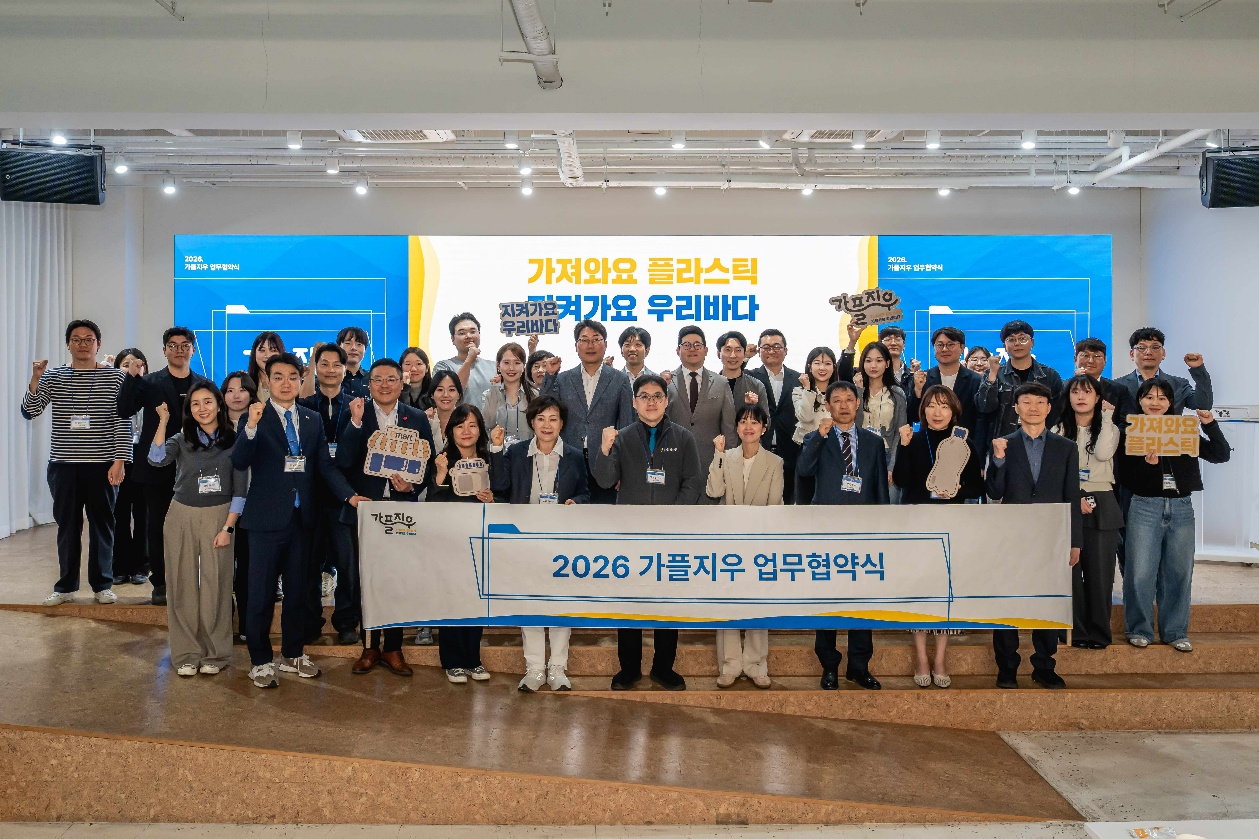 2026.
가플지우 업무협약식
가져와요 플라스틱
지켜가요 우리바다
2026.
가플지우 업무협약식
지켜가요
우리바다
가플지우
mart
가져와요
플라스틱
가플지우
2026 가플지우 업무협약식